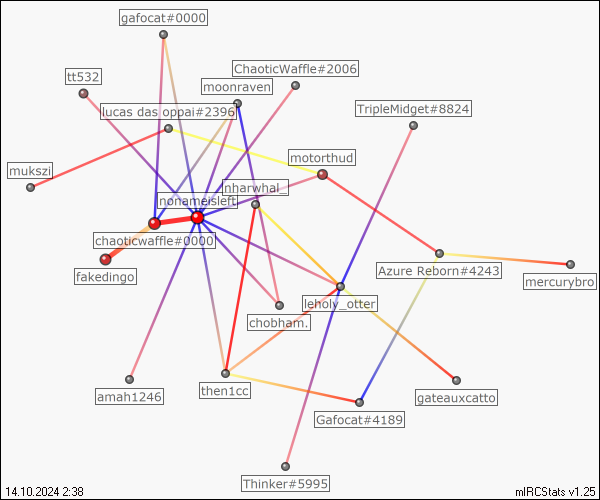 gafocat#0000
ChaoticWaffle#2006
tt532
moonraven
lucas das oppai#2396
TripleMidget#8824
motorthud
mukszi
nharwhal_
nonameisleft
chaoticwaffle#0000
fakedingo
Azure Reborn#4243
mercurybro
leholy_otter
chobham.
amah1246
then1cc
gateauxcatto
Gafocat#4189
Thinker#5995
14.10.2024 2:38
mIRCStats v1.25